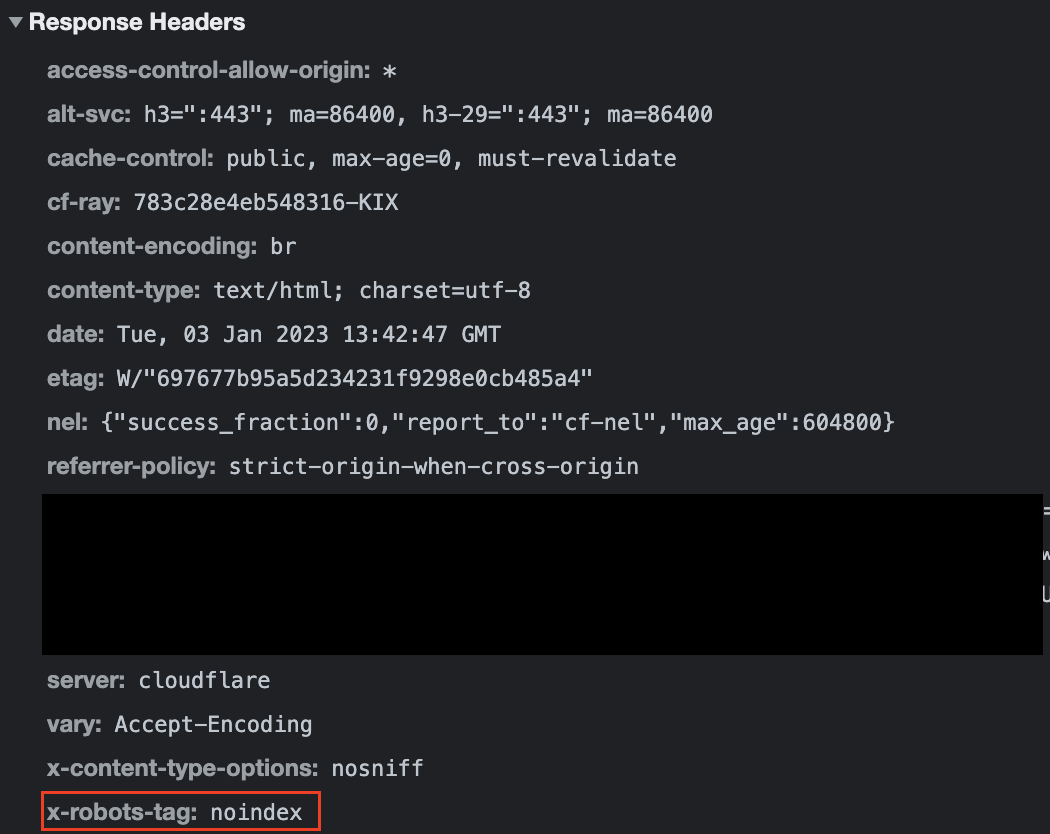 Response Headers
access-control-allow-origin: *
alt-svc: h3=":443"; ma=86400, h3-29=":443"; ma=86400
cache-control: public, max-age=0, must-revalidate
cf-ray: 783c28e4eb548316-KIX
content-encoding: br
content-type: text/html; charset=utf-8
date: Tue, 03 Jan 2023 13:42:47 GMT
etag: W/"697677b95a5d234231f9298e0cb485a4"
nel: {"success_fraction":0,"report_to":"cf-nel","max_age":604800}
referrer-policy: strict-origin-when-cross-origin
server: cloudflare
vary: Accept-Encoding
x-content-type-options: nosniff
x-robots-tag: noindex